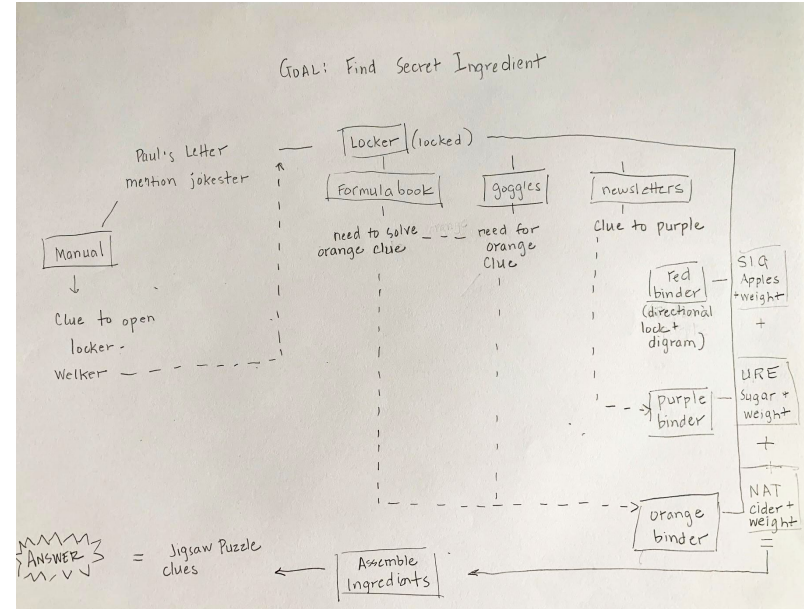 GOAL: Find Secret Ingredient
Paul's Letter
mention jokester
Locker (locked)
Formula book
goggles
newsletters
need to solve
orange clue
need for
orange
Clue
Clue to purple
Manual
Clue to open
locker -
Welker
red
binder
(directional
lock +
digram)
SIG
Apples
+weight
+
purple
binder
URE
Sugar +
weight
+
orange
binder
NAT
cider +
weight
=
Assemble
Ingredints
Jigsaw Puzzle
clues
=
ANSWER